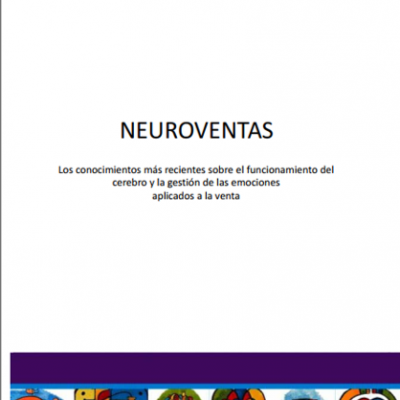 NEUROVENTAS
Los conocimientos más recientes sobre el funcionamiento del
cerebro y la gestión de las emociones
aplicados a la venta